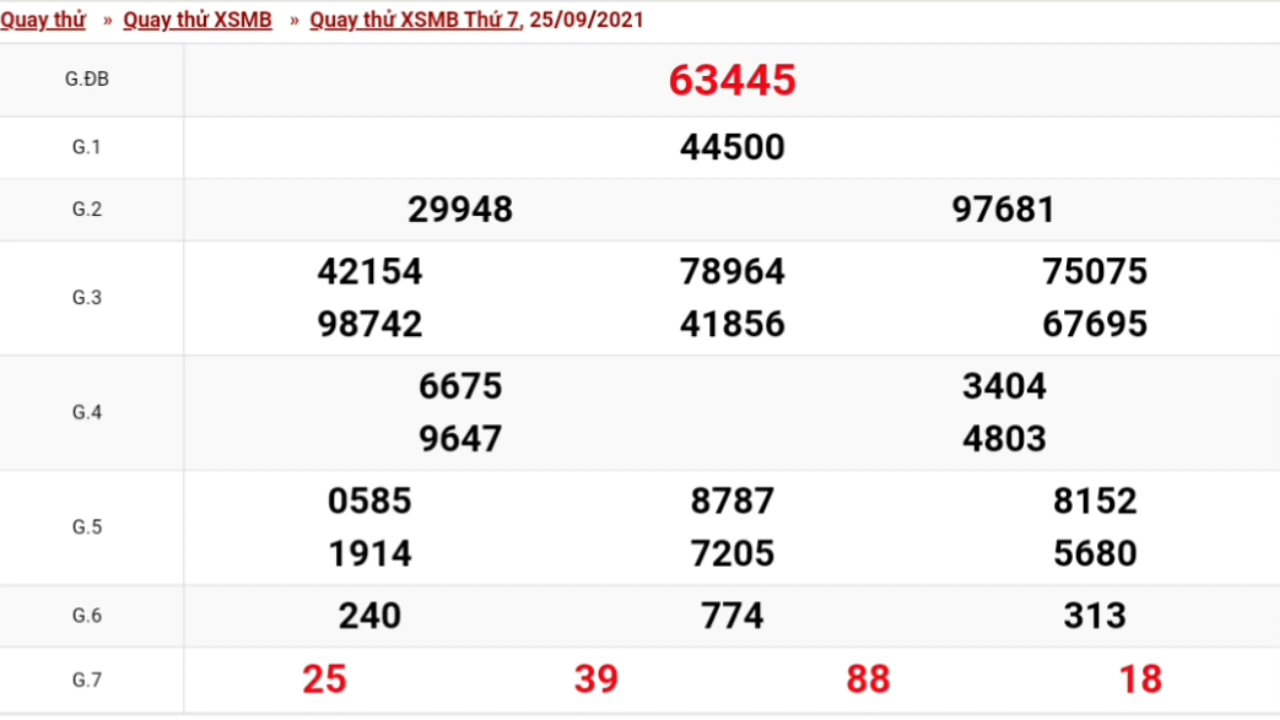 Quay thử » Quay thử XSMB » Quay thử XSMB Thứ 7, 25/09/2021
G.ĐB 63445
G.1 44500
G.2 29948 97681
G.3 42154 78964 75075
98742 41856 67695
G.4 6675 3404
9647 4803
G.5 0585 8787 8152
1914 7205 5680
G.6 240 774 313
G.7 25 39 88 18